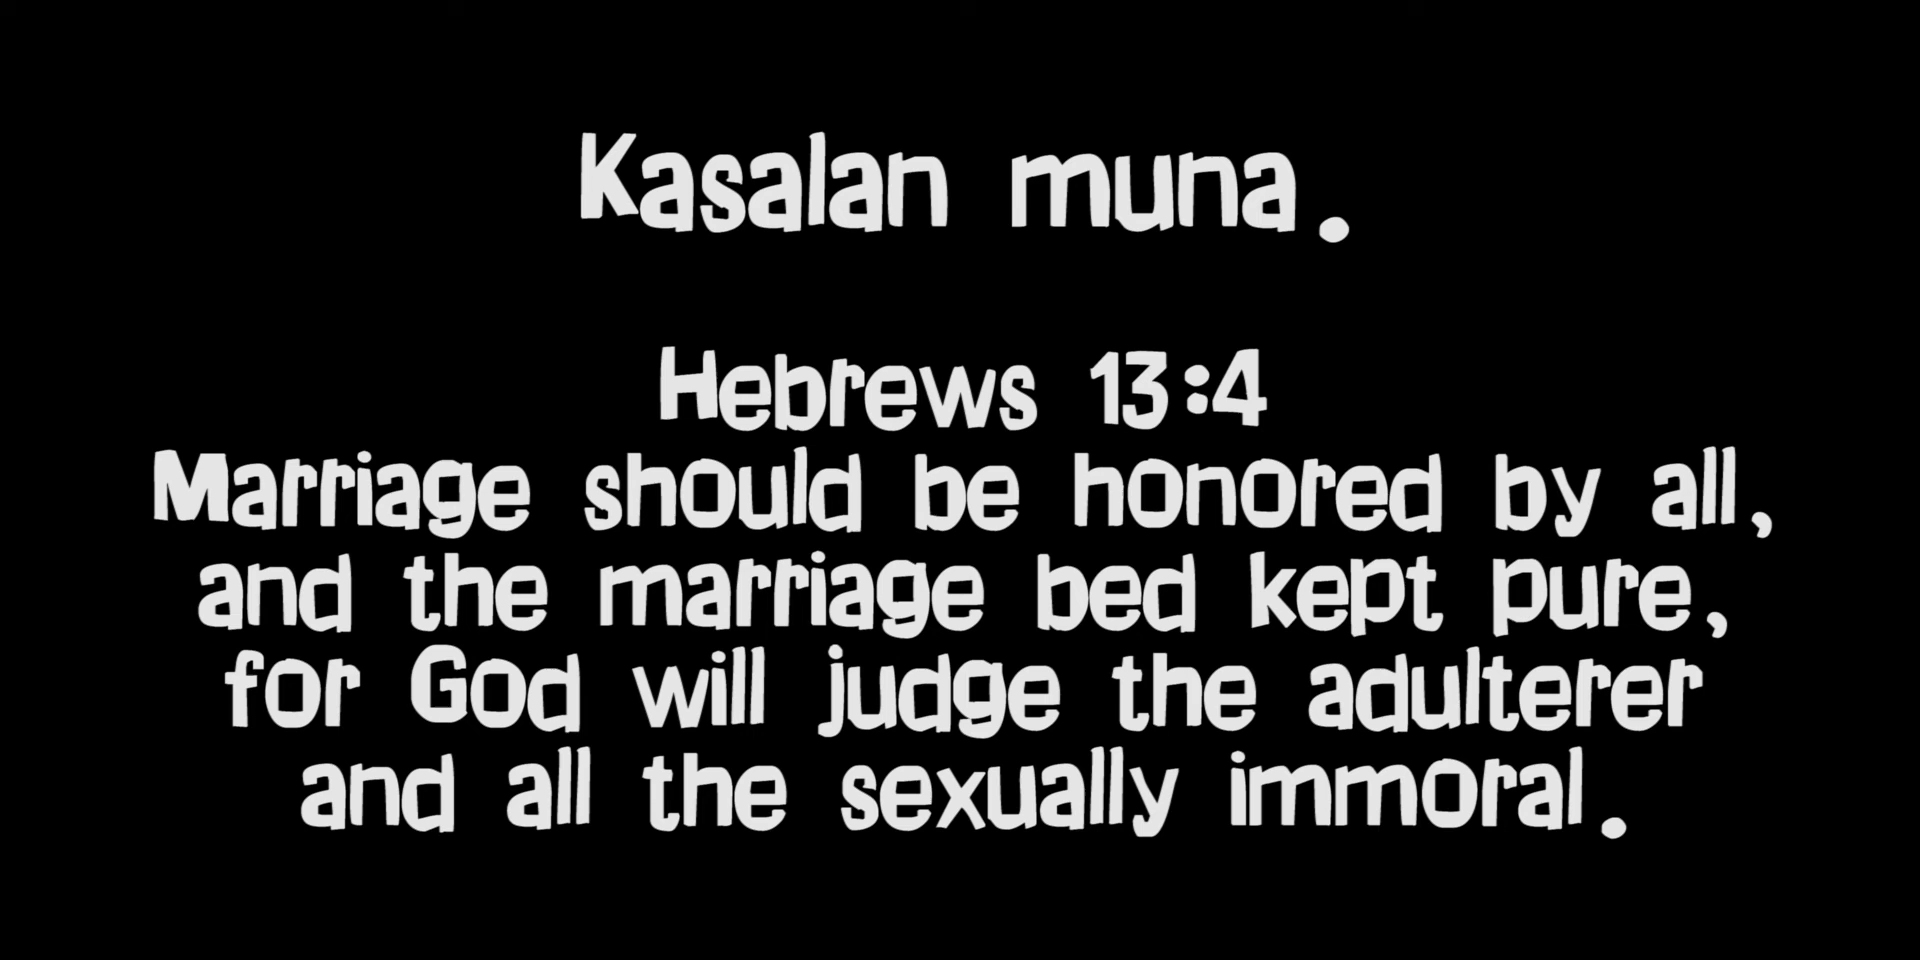 Kasalan muna.
Hebrews 13:4
Marriage should be honored by all,
and the marriage bed kept pure,
for God will judge the adulterer
and all the sexually immoral.